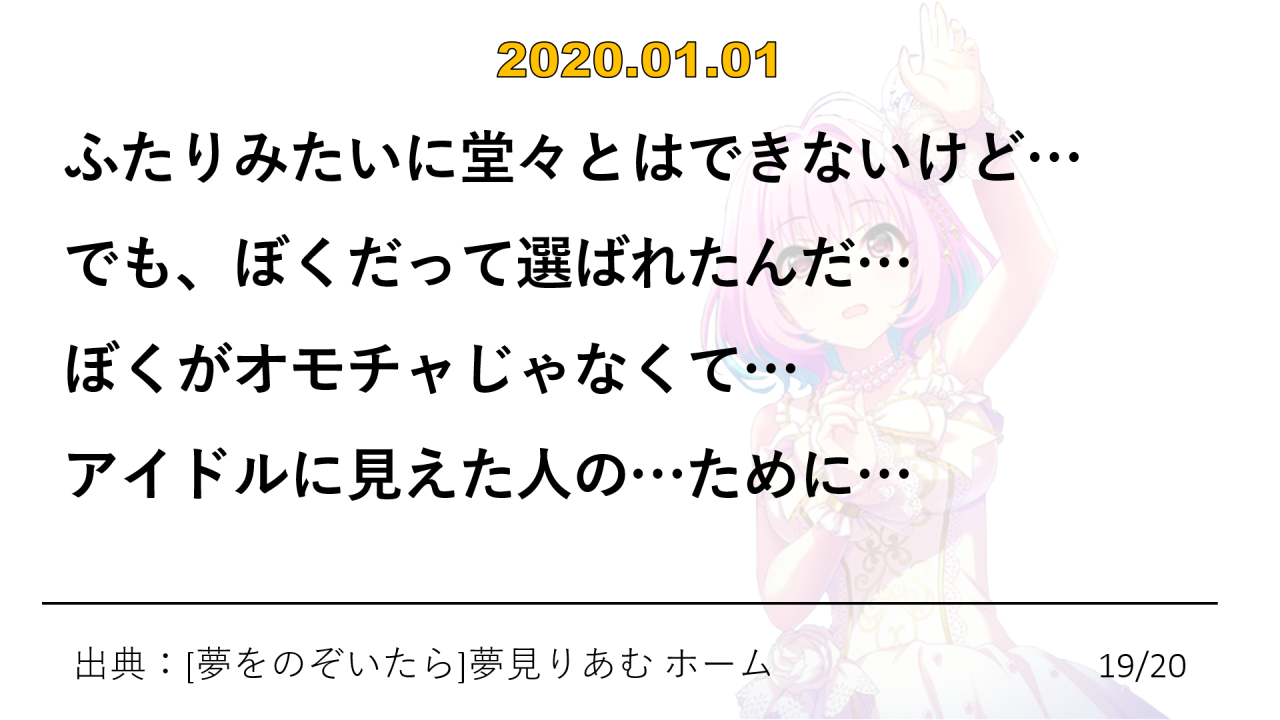 2020.01.01
ふたりみたいに堂々とはできないけど…
でも、ぼくだって選ばれたんだ…
ぼくがオモチャじゃなくて…
アイドルに見えた人の…ために…
出典：[夢をのぞいたら]夢見りあむ ホーム
19/20